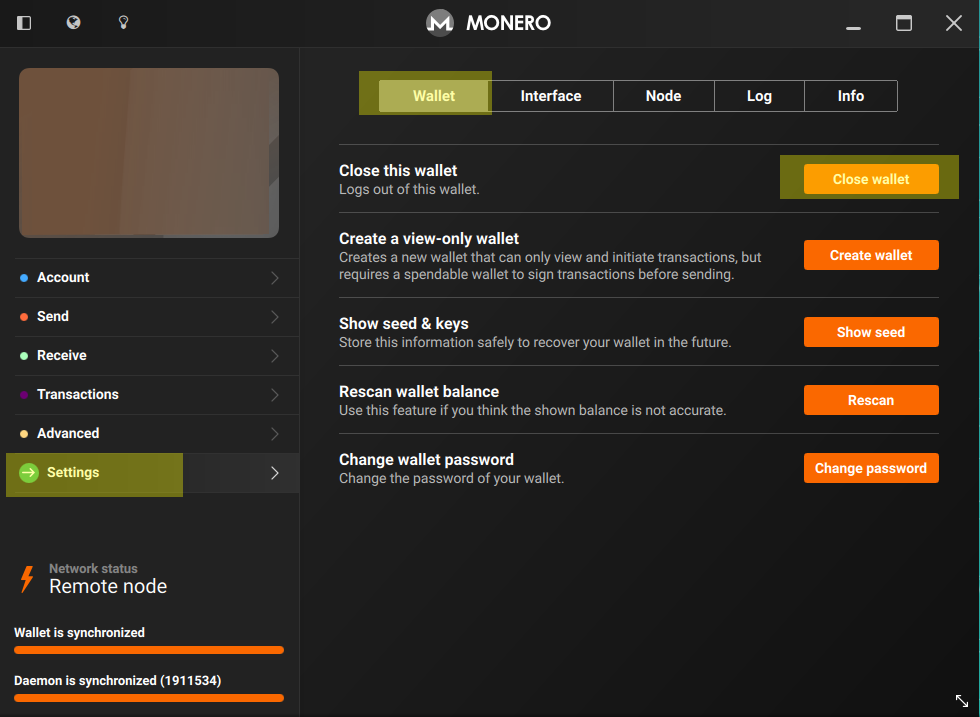 MONERO
Account
Send
Receive
Transactions
Advanced
Settings
Network status
Remote node
Wallet is synchronized
Daemon is synchronized (1911534)
Wallet
Interface
Node
Log
Info
Close this wallet
Logs out of this wallet.
Close wallet
Create a view-only wallet
Creates a new wallet that can only view and initiate transactions, but
requires a spendable wallet to sign transactions before sending.
Create wallet
Show seed & keys
Store this information safely to recover your wallet in the future.
Show seed
Rescan wallet balance
Use this feature if you think the shown balance is not accurate.
Rescan
Change wallet password
Change the password of your wallet.
Change password